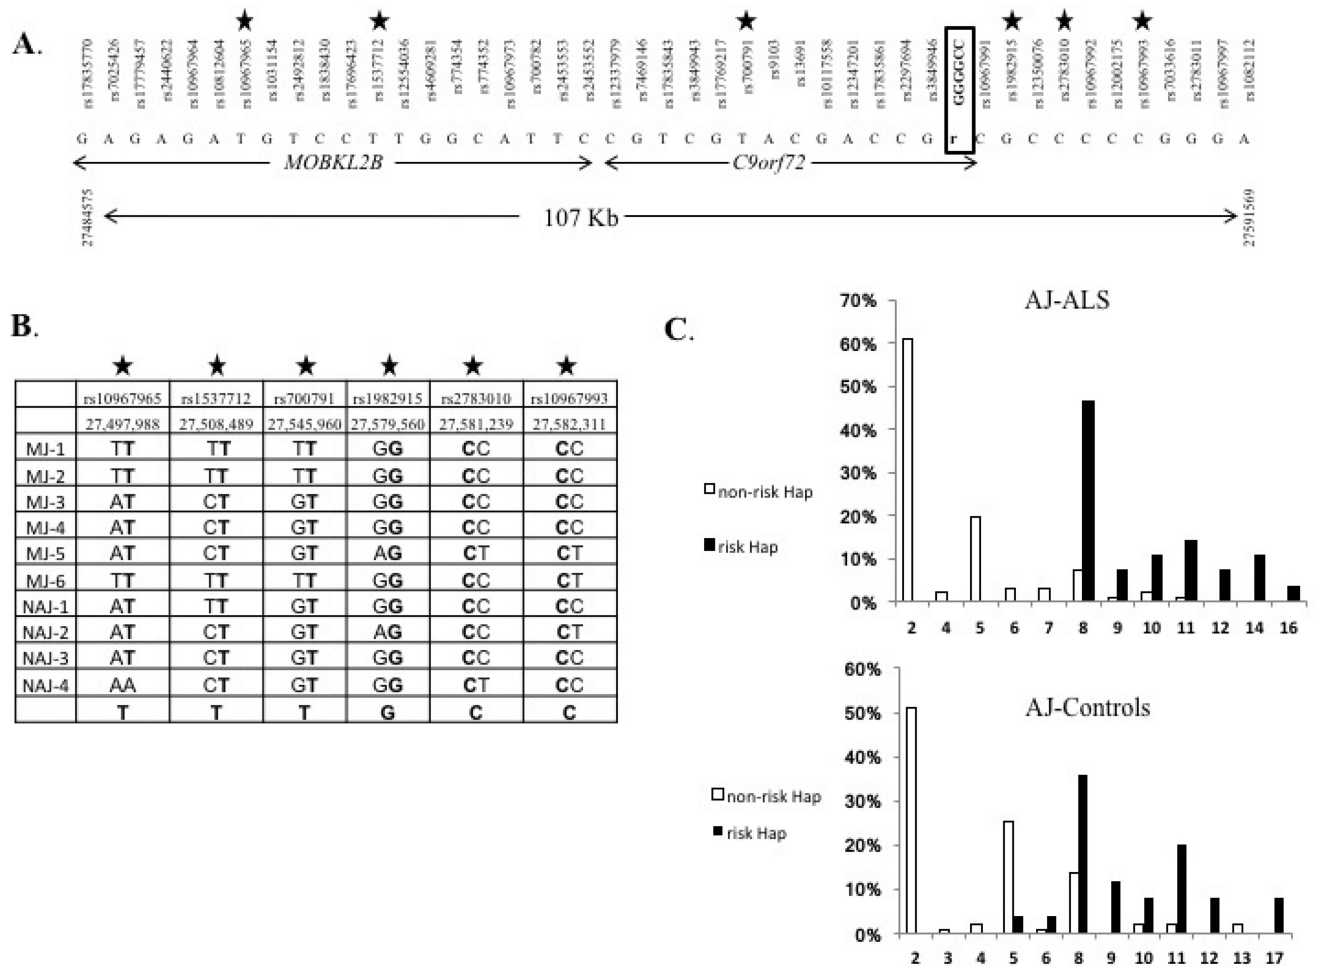 A.
rs17835770 rs7025426 rs17779457 rs2440622 rs10967964 rs10812604 rs10967965 rs1031154 rs2492812 rs1838430 rs17696423 rs1537712 rs12554036 rs4609281 rs774354 rs774352 rs10967973 rs700782 rs2453553 rs2453552 rs12337979 rs7469146 rs17835843 rs3849943 rs17769217 rs700791 rs9103 rs13691 rs10117558 rs12347201 rs17835861 rs2297694 rs3849946 GGGGCC rs10967991 rs1982915 rs12350076 rs2783010 rs10967992 rs12002175 rs10967993 rs7033616 rs2783011 rs10967997 rs1082112
G A G A G A T G T C C T T G G C A T T C C G T C G T A C G A C C G r C G C C C C C G G G A
MOBKL2B C9orf72
27484575 107 Kb 27591569
B.
rs10967965 rs1537712 rs700791 rs1982915 rs2783010 rs10967993
27,497,988 27,508,489 27,545,960 27,579,560 27,581,239 27,582,311
MJ-1 TT TT TT GG CC CC
MJ-2 TT TT TT GG CC CC
MJ-3 AT CT GT GG CC CC
MJ-4 AT CT GT GG CC CC
MJ-5 AT CT GT AG CT CT
MJ-6 TT TT TT GG CC CT
NAJ-1 AT TT GT GG CC CC
NAJ-2 AT CT GT AG CC CT
NAJ-3 AT CT GT GG CC CC
NAJ-4 AA CT GT GG CT CC
T T T G C C
C.
AJ-ALS
70%
60%
50%
40%
30%
20%
10%
0%
non-risk Hap
risk Hap
2 4 5 6 7 8 9 10 11 12 14 16
AJ-Controls
60%
50%
40%
30%
20%
10%
0%
non-risk Hap
risk Hap
2 3 4 5 6 8 9 10 11 12 13 17